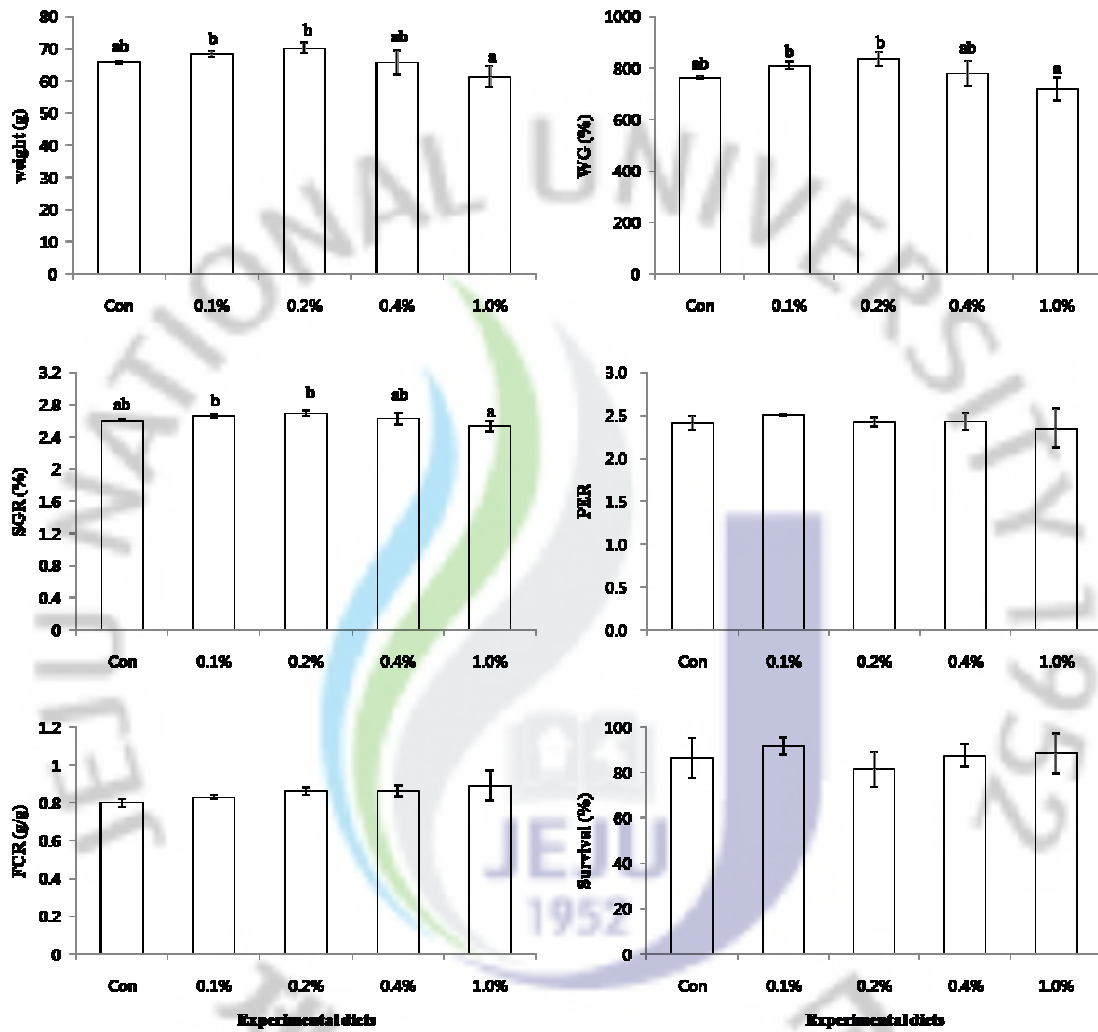 80
70
60
50
40
30
20
10
0
weight (g)
ab
b
b
ab
a
Con 0.1% 0.2% 0.4% 1.0%
1000
800
600
400
200
0
WG (%)
ab
b
b
ab
a
Con 0.1% 0.2% 0.4% 1.0%
3.2
2.8
2.4
2
1.6
1.2
0.8
0.4
0
SGR (%)
ab
b
b
ab
a
Con 0.1% 0.2% 0.4% 1.0%
3.0
2.5
2.0
1.5
1.0
0.5
0.0
PER
Con 0.1% 0.2% 0.4% 1.0%
1.2
1
0.8
0.6
0.4
0.2
0
FCR (g/g)
Con 0.1% 0.2% 0.4% 1.0%
Experimental diets
100
80
60
40
20
0
Survival (%)
Con 0.1% 0.2% 0.4% 1.0%
Experimental diets
JEJU NATIONAL UNIVERSITY 1952
JEJU
1952